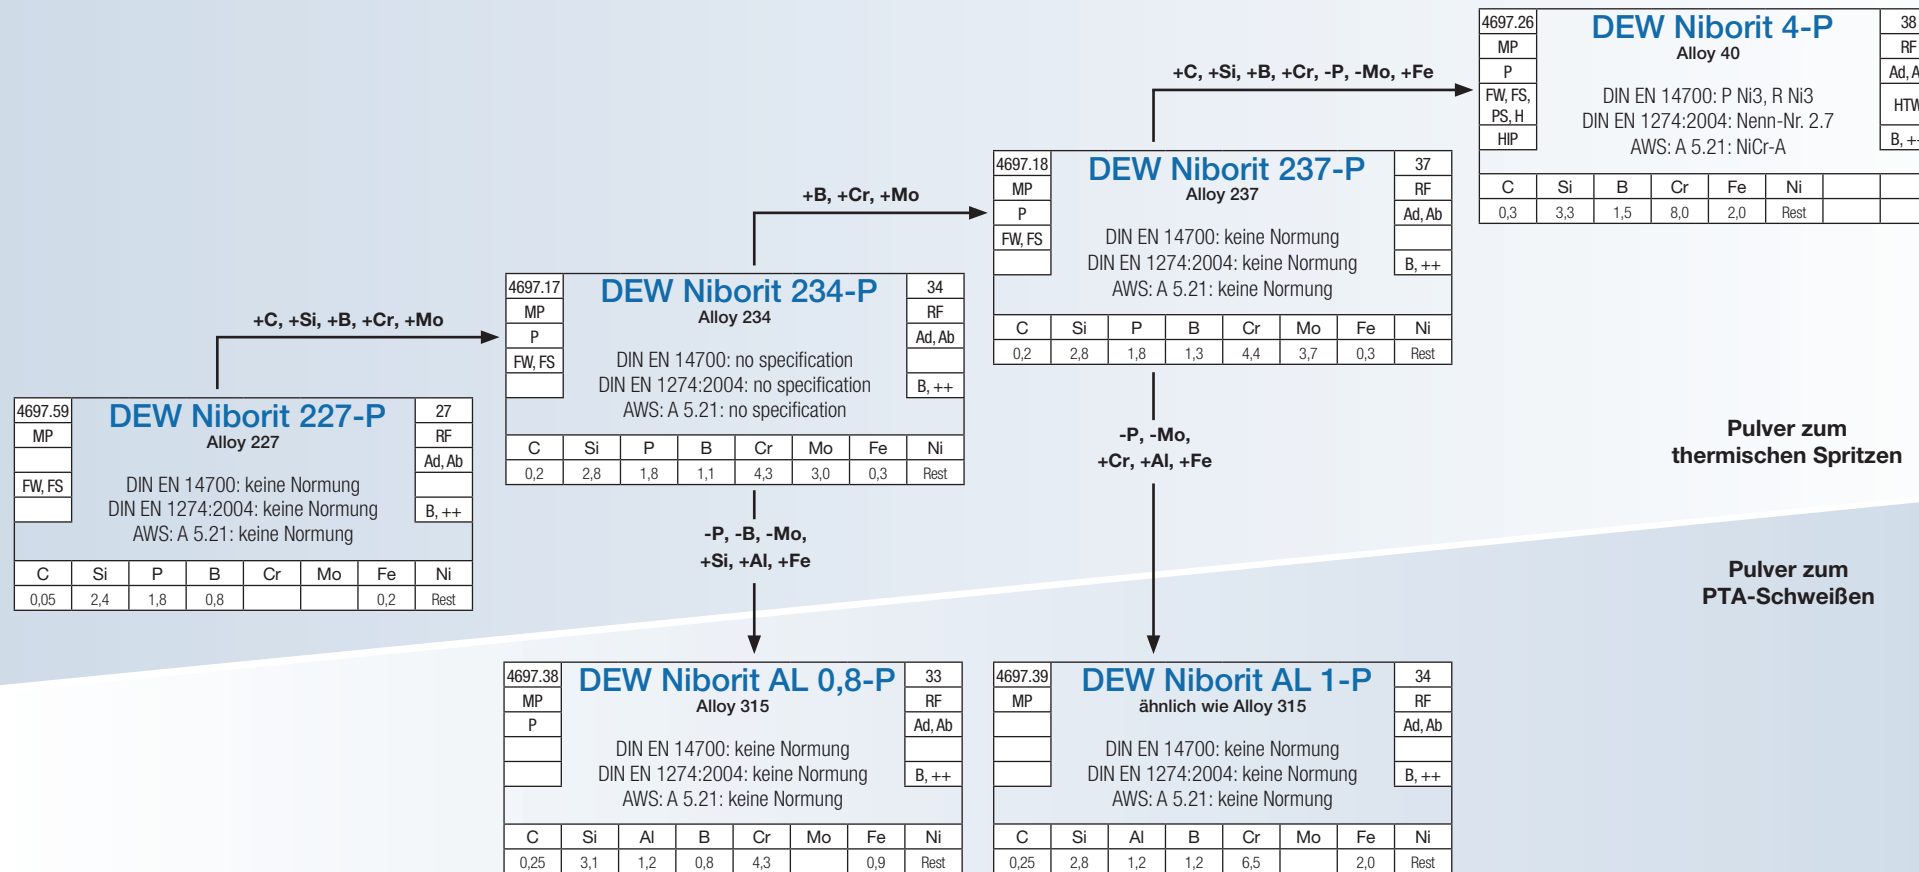 4697.26
DEW Niborit 4-P
38
MP
Alloy 40
RF
P
FW, FS,
PS, H
DIN EN 14700: P Ni3, R Ni3
DIN EN 1274:2004: Nenn-Nr. 2.7
HIP
AWS: A 5.21: NiCr-A
C Si B Cr Fe Ni
0,3 3,3 1,5 8,0 2,0 Rest
+C, +Si, +B, +Cr, -P, -Mo, +Fe
4697.18
DEW Niborit 237-P
37
MP
Alloy 237
RF
P
Ad, Ab
FW, FS
DIN EN 14700: keine Normung
DIN EN 1274:2004: keine Normung
B, ++
AWS: A 5.21: keine Normung
C Si P B Cr Mo Fe Ni
0,2 2,8 1,8 1,3 4,4 3,7 0,3 Rest
+B, +Cr, +Mo
4697.17
DEW Niborit 234-P
34
MP
Alloy 234
RF
P
Ad, Ab
FW, FS
DIN EN 14700: no specification
DIN EN 1274:2004: no specification
B, ++
AWS: A 5.21: no specification
C Si P B Cr Mo Fe Ni
0,2 2,8 1,8 1,1 4,3 3,0 0,3 Rest
+C, +Si, +B, +Cr, +Mo
4697.59
DEW Niborit 227-P
27
MP
Alloy 227
RF
Ad, Ab
FW, FS
DIN EN 14700: keine Normung
DIN EN 1274:2004: keine Normung
B, ++
AWS: A 5.21: keine Normung
C Si P B Cr Mo Fe Ni
0,05 2,4 1,8 0,8 0,2 Rest
-P, -B, -Mo,
+Si, +Al, +Fe
-P, -Mo,
+Cr, +Al, +Fe
Pulver zum
thermischen Spritzen
Pulver zum
PTA-Schweißen
4697.38
DEW Niborit AL 0,8-P
33
MP
Alloy 315
RF
P
Ad, Ab
DIN EN 14700: keine Normung
DIN EN 1274:2004: keine Normung
B, ++
AWS: A 5.21: keine Normung
C Si Al B Cr Mo Fe Ni
0,25 3,1 1,2 0,8 4,3 0,9 Rest
4697.39
DEW Niborit AL 1-P
34
MP
ähnlich wie Alloy 315
RF
Ad, Ab
DIN EN 14700: keine Normung
DIN EN 1274:2004: keine Normung
B, ++
AWS: A 5.21: keine Normung
C Si Al B Cr Mo Fe Ni
0,25 2,8 1,2 1,2 6,5 2,0 Rest